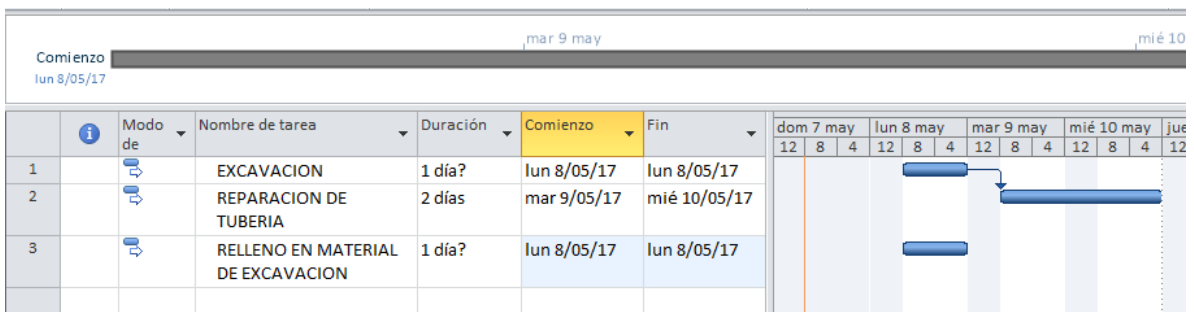 mar 9 may
mié 10
Comienzo
lun 8/05/17
Modo de
Nombre de tarea
Duración
Comienzo
Fin
dom 7 may lun 8 may mar 9 may mié 10 may jue
12 8 4 12 8 4 12 8 4 12 8 4 12
1 EXCAVACION 1 día? lun 8/05/17 lun 8/05/17
2 REPARACION DE 2 días mar 9/05/17 mié 10/05/17
TUBERIA
3 RELLENO EN MATERIAL 1 día? lun 8/05/17 lun 8/05/17
DE EXCAVACION